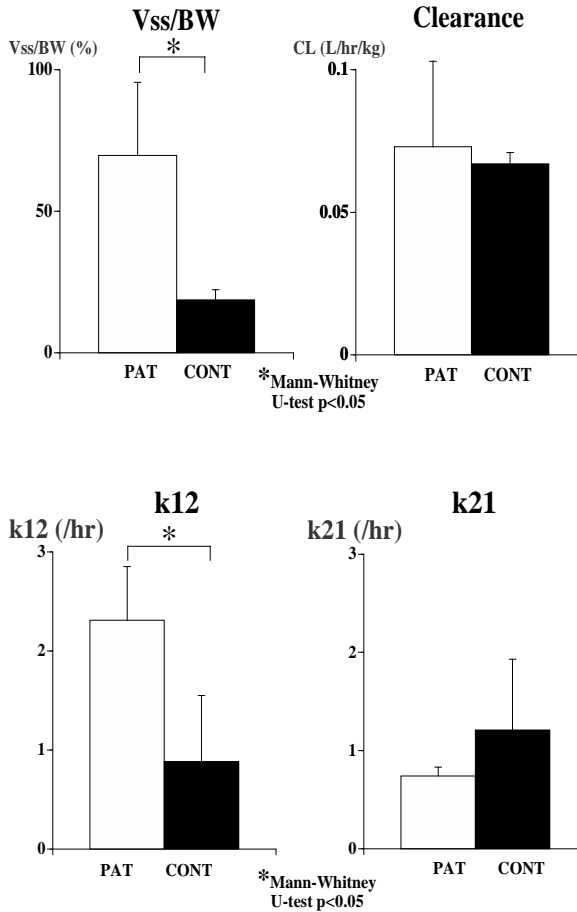 Vss/BW
Vss/BW (%)
*
100
50
0
PAT CONT
Clearance
CL (L/hr/kg)
0.1
0.05
0
PAT CONT
*Mann-Whitney
U-test p<0.05
k12
k12 (/hr)
*
3
2
1
0
PAT CONT
k21
k21 (/hr)
3
2
1
0
PAT CONT
*Mann-Whitney
U-test p<0.05